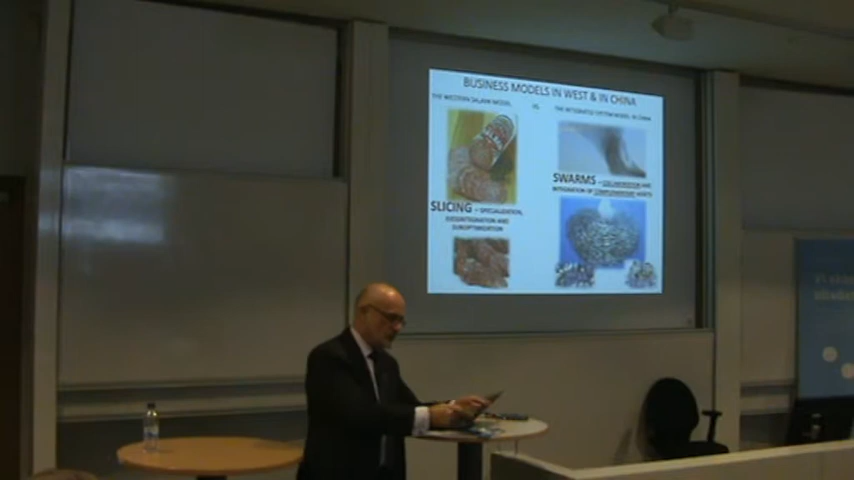 BUSINESS MODELS IN WEST & IN CHINA
THE WESTERN SALAMI MODEL VS. THE INTEGRATED SYSTEM MODEL IN CHINA
SWARMS – COLLABORATION AND
INTEGRATION OF COMPLEMENTARY ASSETS
SLICING – SPECIALIZATION,
DISINTEGRATION AND
SUBOPTIMIZATION